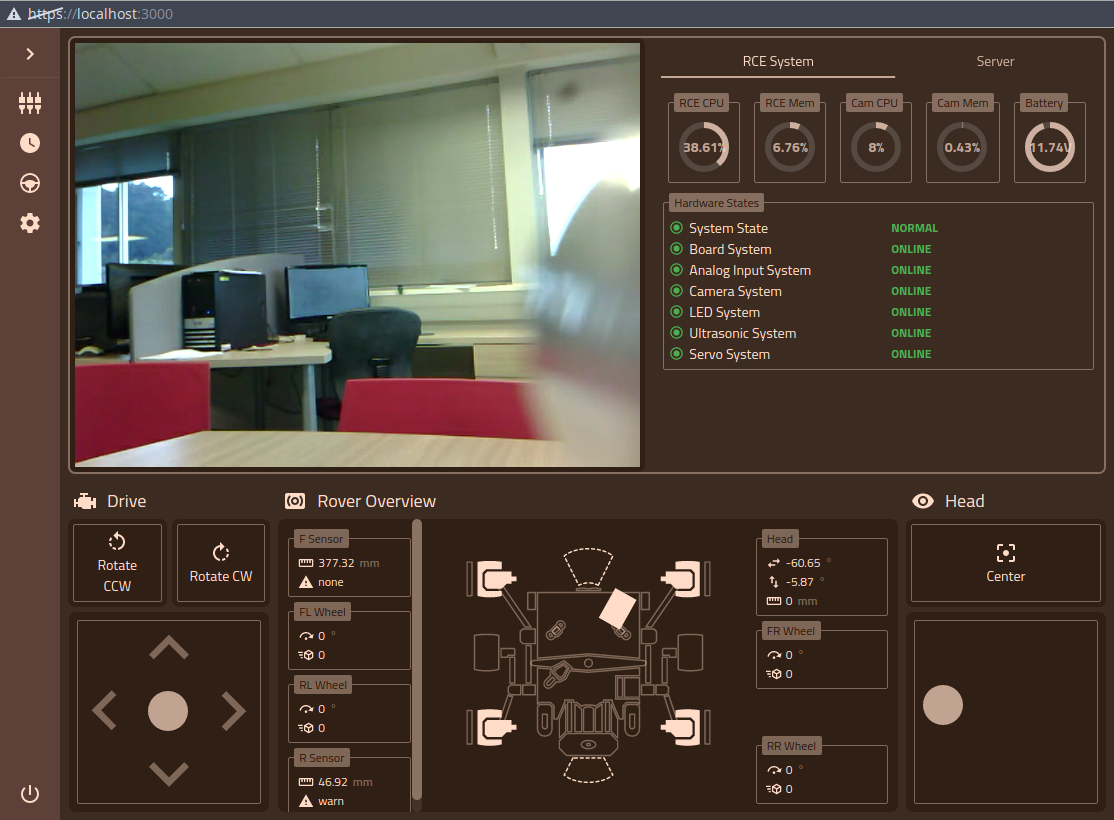 https://localhost:3000
RCE System
Server
RCE CPU
RCE Mem
Cam CPU
Cam Mem
Battery
38.61%
6.76%
8%
0.43%
11.74V
Hardware States
System State NORMAL
Board System ONLINE
Analog Input System ONLINE
Camera System ONLINE
LED System ONLINE
Ultrasonic System ONLINE
Servo System ONLINE
Drive
Rotate
CCW
Rotate CW
Rover Overview
F Sensor
377.32 mm
none
FL Wheel
0 °
0
RL Wheel
0 °
0
R Sensor
46.92 mm
warn
Head
-60.65 °
-5.87 °
0 mm
FR Wheel
0 °
0
RR Wheel
0 °
0
Head
Center